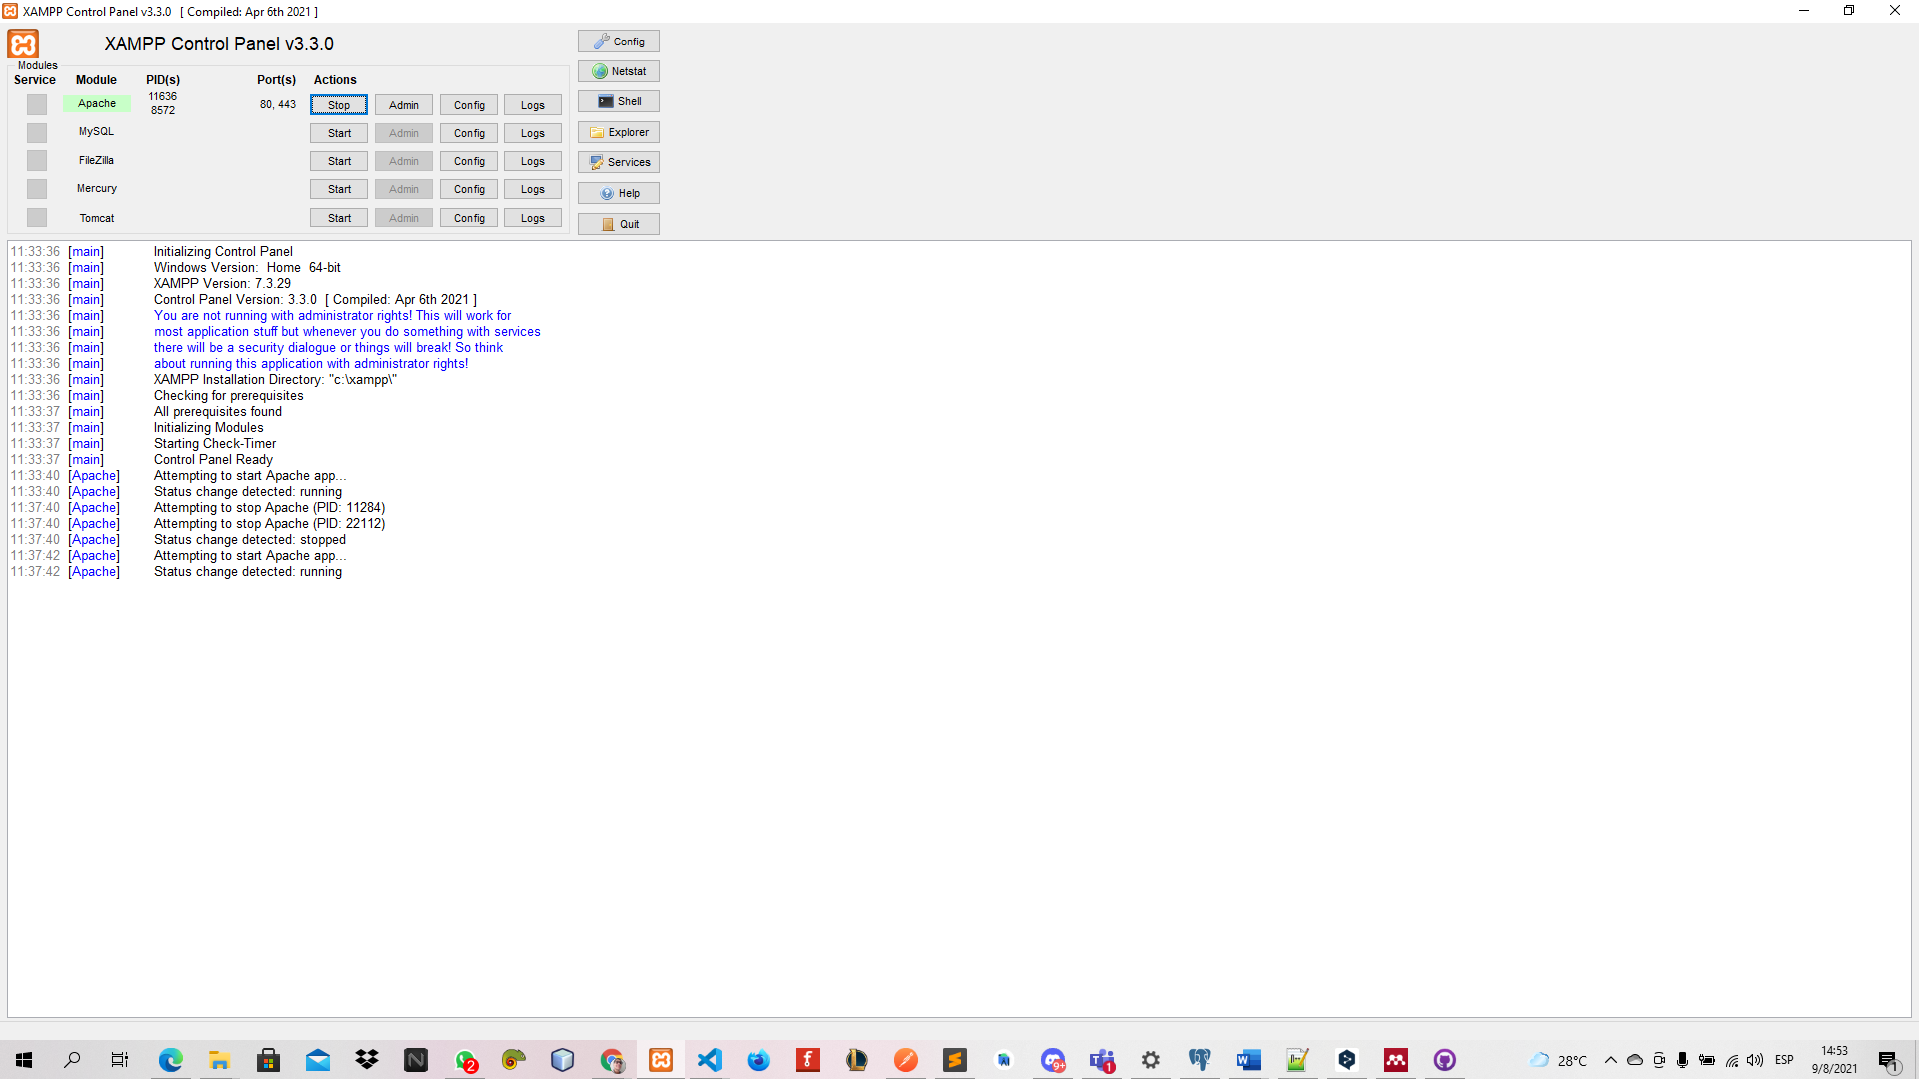 XAMPP Control Panel v3.3.0 [ Compiled: Apr 6th 2021 ]
XAMPP Control Panel v3.3.0
Modules
Service Module PID(s) Port(s) Actions
Apache 11636 8572 80, 443 Stop Admin Config Logs
MySQL Start Admin Config Logs
FileZilla Start Admin Config Logs
Mercury Start Admin Config Logs
Tomcat Start Admin Config Logs
Config
Netstat
Shell
Explorer
Services
Help
Quit
11:33:36 [main] Initializing Control Panel
11:33:36 [main] Windows Version: Home 64-bit
11:33:36 [main] XAMPP Version: 7.3.29
11:33:36 [main] Control Panel Version: 3.3.0 [ Compiled: Apr 6th 2021 ]
11:33:36 [main] You are not running with administrator rights! This will work for
11:33:36 [main] most application stuff but whenever you do something with services
11:33:36 [main] there will be a security dialogue or things will break! So think
11:33:36 [main] about running this application with administrator rights!
11:33:36 [main] XAMPP Installation Directory: "c:\xampp\"
11:33:36 [main] Checking for prerequisites
11:33:37 [main] All prerequisites found
11:33:37 [main] Initializing Modules
11:33:37 [main] Starting Check-Timer
11:33:37 [main] Control Panel Ready
11:33:40 [Apache] Attempting to start Apache app...
11:33:40 [Apache] Status change detected: running
11:37:40 [Apache] Attempting to stop Apache (PID: 11284)
11:37:40 [Apache] Attempting to stop Apache (PID: 22112)
11:37:40 [Apache] Status change detected: stopped
11:37:42 [Apache] Attempting to start Apache app...
11:37:42 [Apache] Status change detected: running
2
9+
1
28°C
ESP
14:53
9/8/2021
1